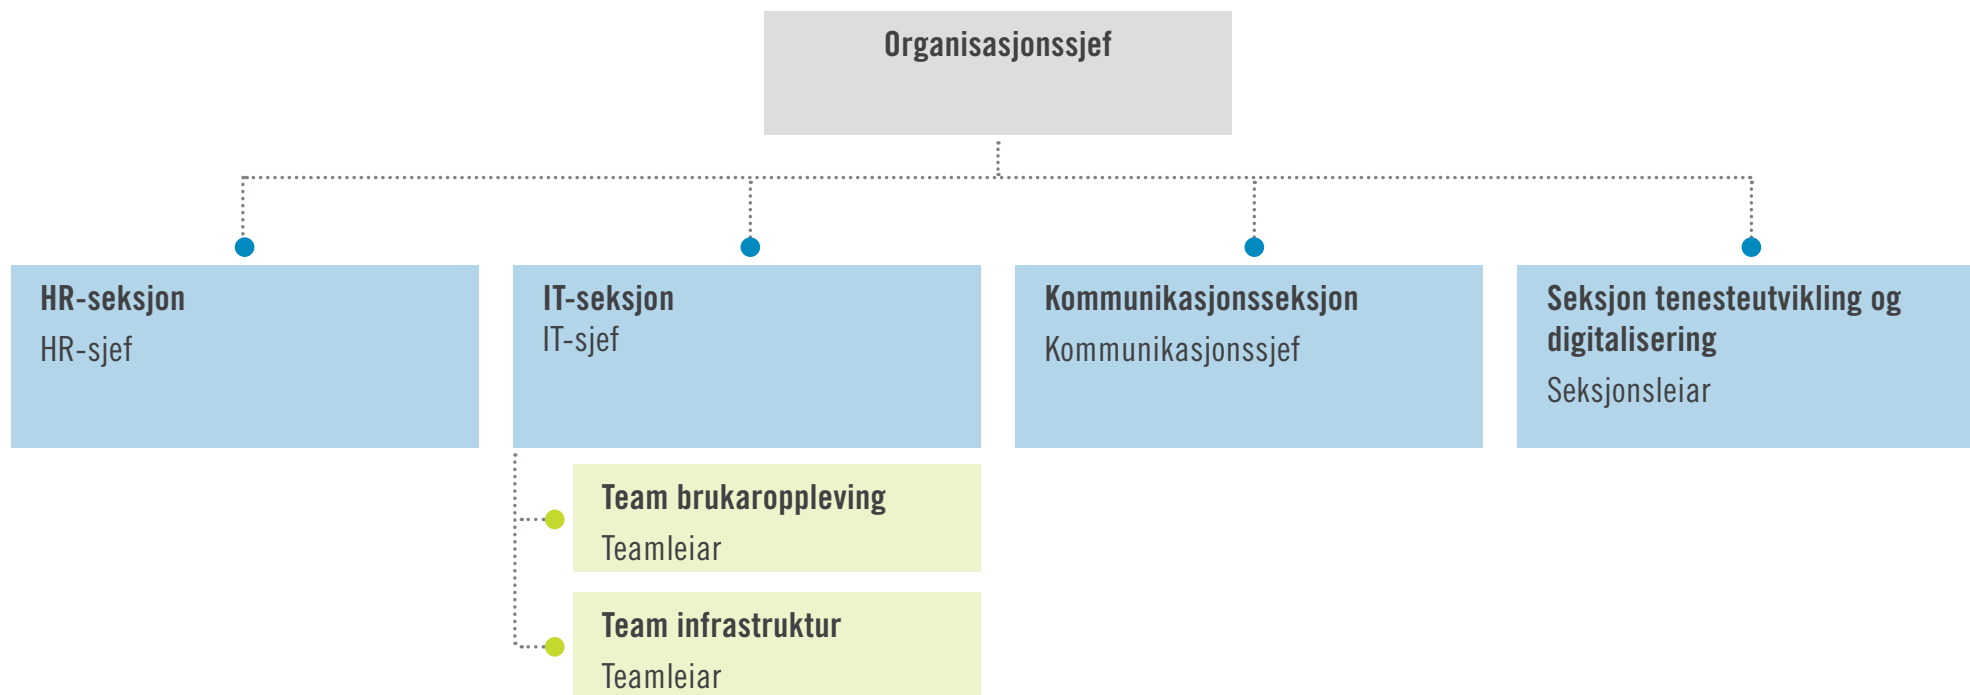 Organisasjonssjef
HR-seksjon
HR-sjef
IT-seksjon
IT-sjef
Kommunikasjonsseksjon
Kommunikasjonssjef
Seksjon tenesteutvikling og
digitalisering
Seksjonsleiar
Team brukaroppleving
Teamleiar
Team infrastruktur
Teamleiar